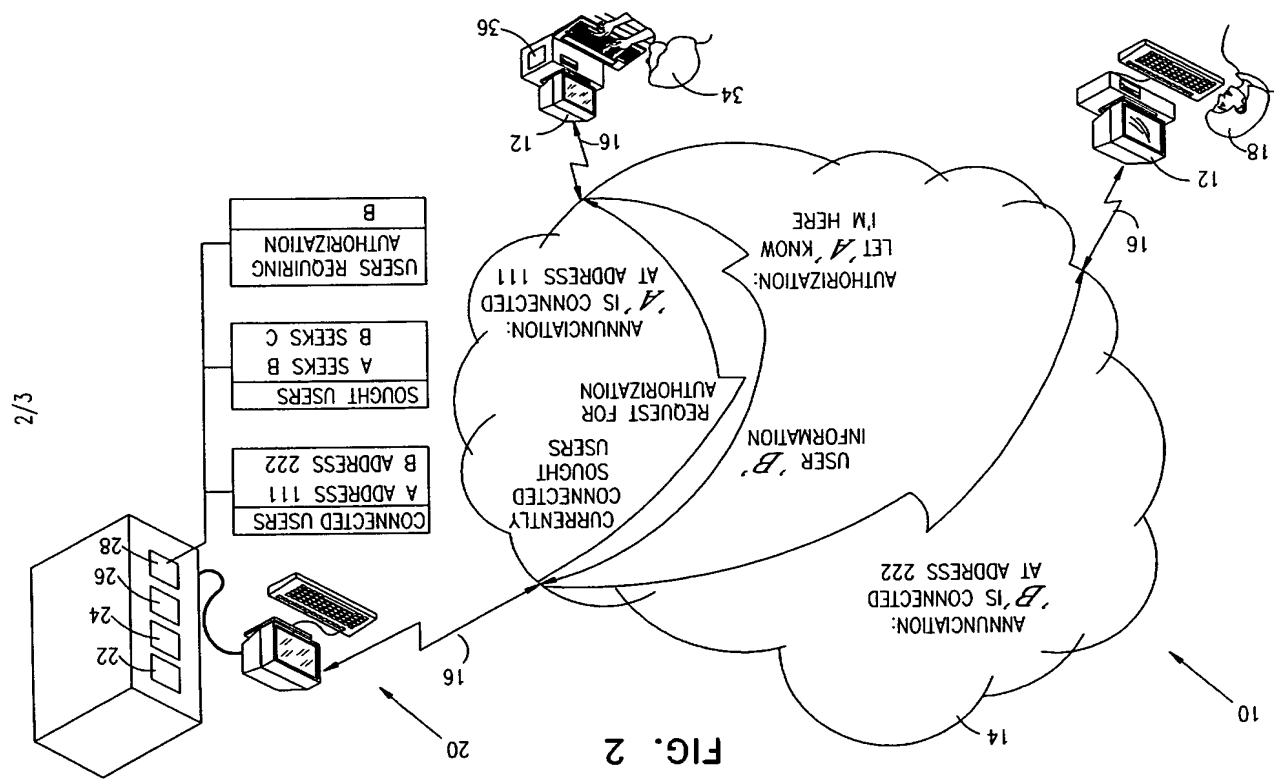 FIG. 2
10
14
20
16
22
24
26
28
ANNUNCIATION:
'B' IS CONNECTED
AT ADDRESS 222
CURRENTLY
CONNECTED
SOUGHT
USERS
CONNECTED USERS
A ADDRESS 111
B ADDRESS 222
USER 'B'
INFORMATION
REQUEST FOR
AUTHORIZATION
SOUGHT USERS
A SEEKS B
B SEEKS C
ANNUNCIATION:
'A' IS CONNECTED
AT ADDRESS 111
AUTHORIZATION:
LET 'A' KNOW
I'M HERE
USERS REQUIRING
AUTHORIZATION
B
16
12
18
16
12
34
36
2/3